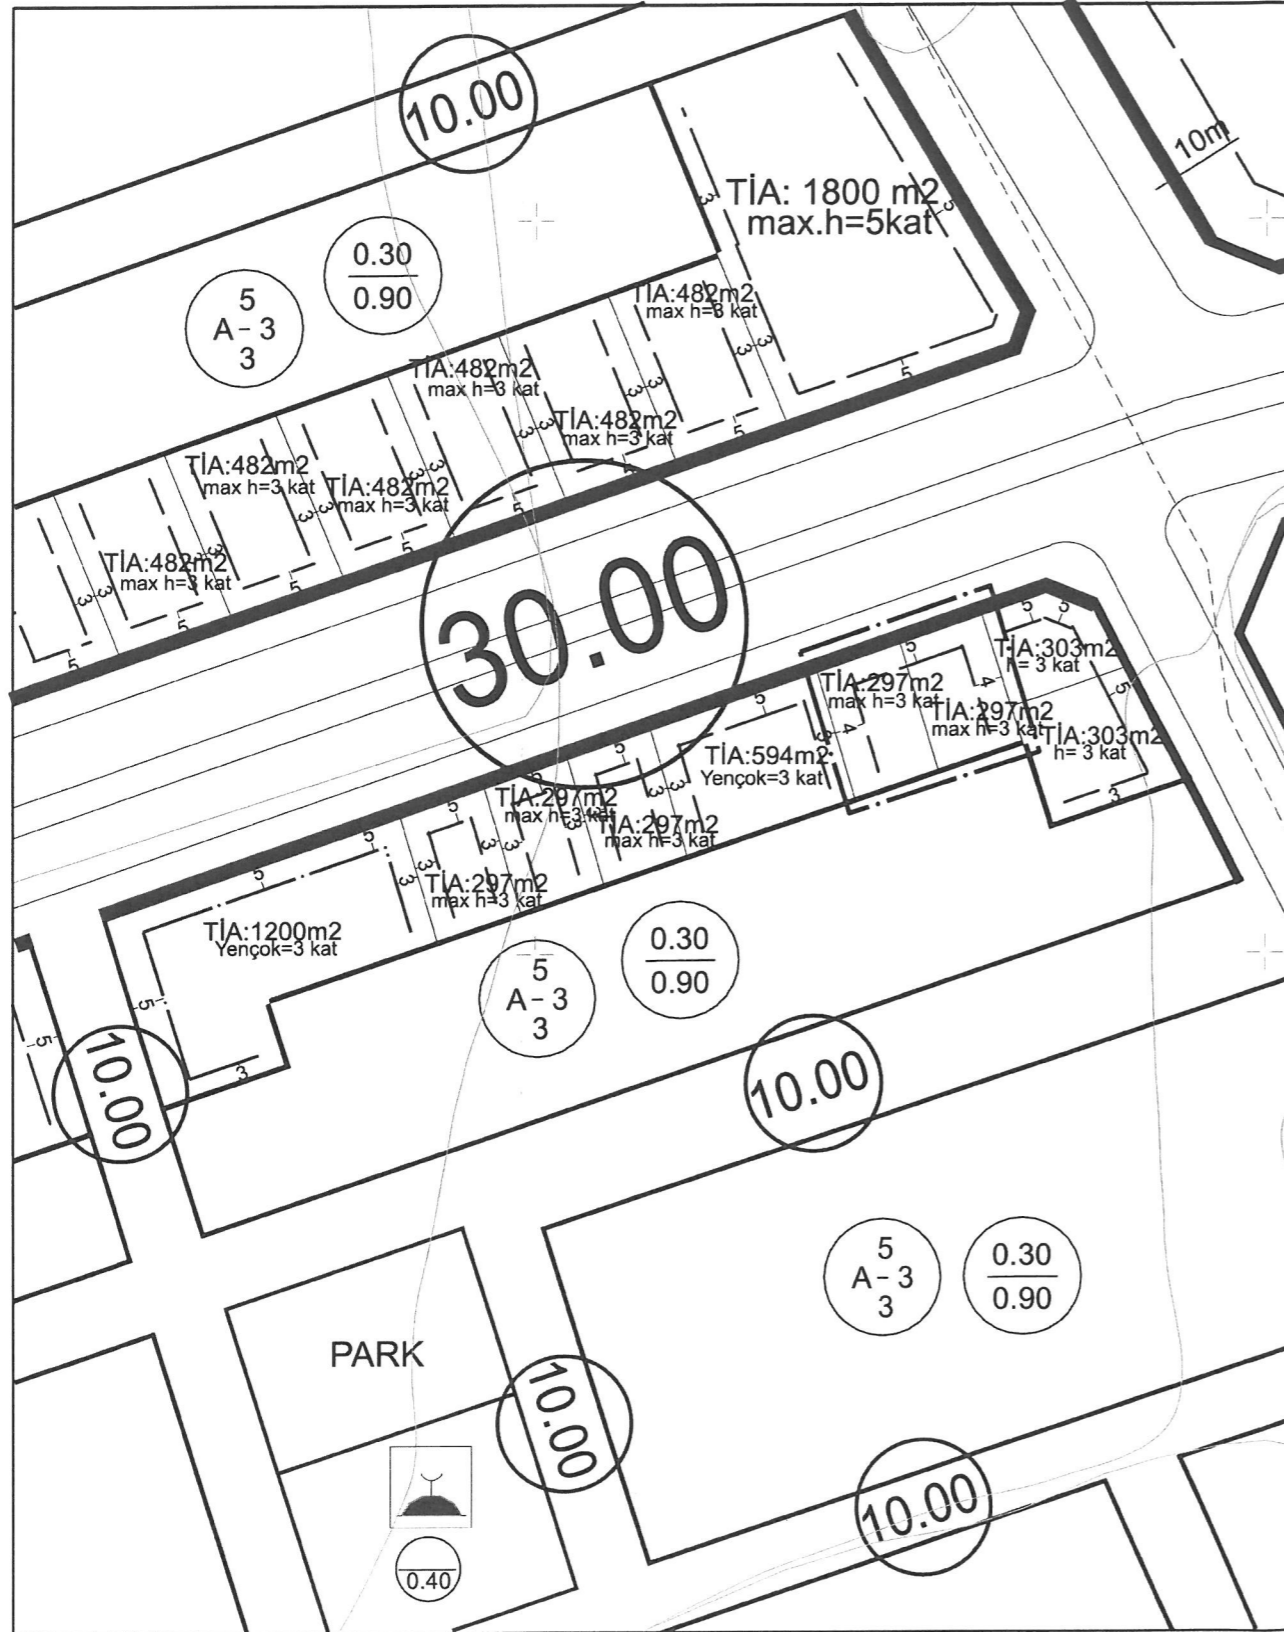 10.00
10m
TİA: 1800 m2
max.h=5kat
0.30
0.90
5
A - 3
3
TİA:482m2
max h=3 kat
TİA:482m2
max h=3 kat
TİA:482m2
max h=3 kat
TİA:482m2
max h=3 kat
TİA:482m2
max h=3 kat
TİA:482m2
max h=3 kat
30.00
TİA:303m2
h= 3 kat
TİA:297m2
max h=3 kat
TİA:297m2
max h=3 kat
TİA:303m2
h= 3 kat
TİA:594m2
Yençok=3 kat
TİA:297m2
max h=3 kat
TİA:297m2
max h=3 kat
TİA:297m2
max h=3 kat
TİA:1200m2
Yençok=3 kat
0.30
0.90
5
A - 3
3
10.00
10.00
5
A - 3
3
0.30
0.90
PARK
10.00
10.00
0.40